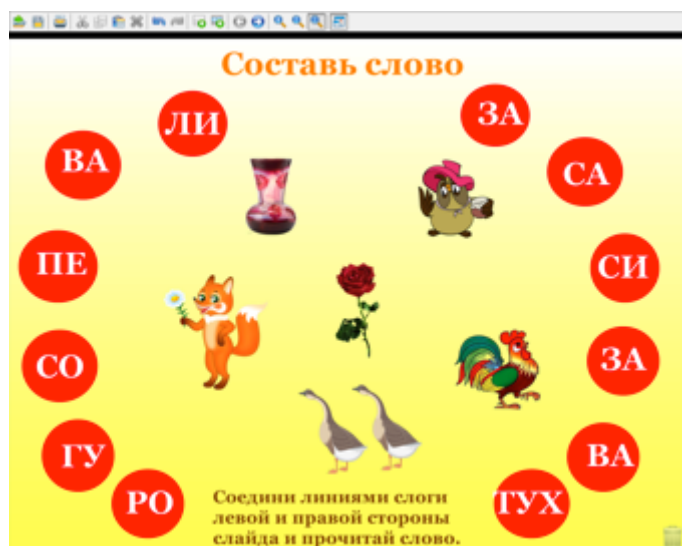 Составь слово
ЛИ
ЗА
ВА
СА
ПЕ
СИ
СО
ЗА
ГУ
ВА
РО
ТУХ
Соедини линиями слоги
левой и правой стороны
слайда и прочитай слово.